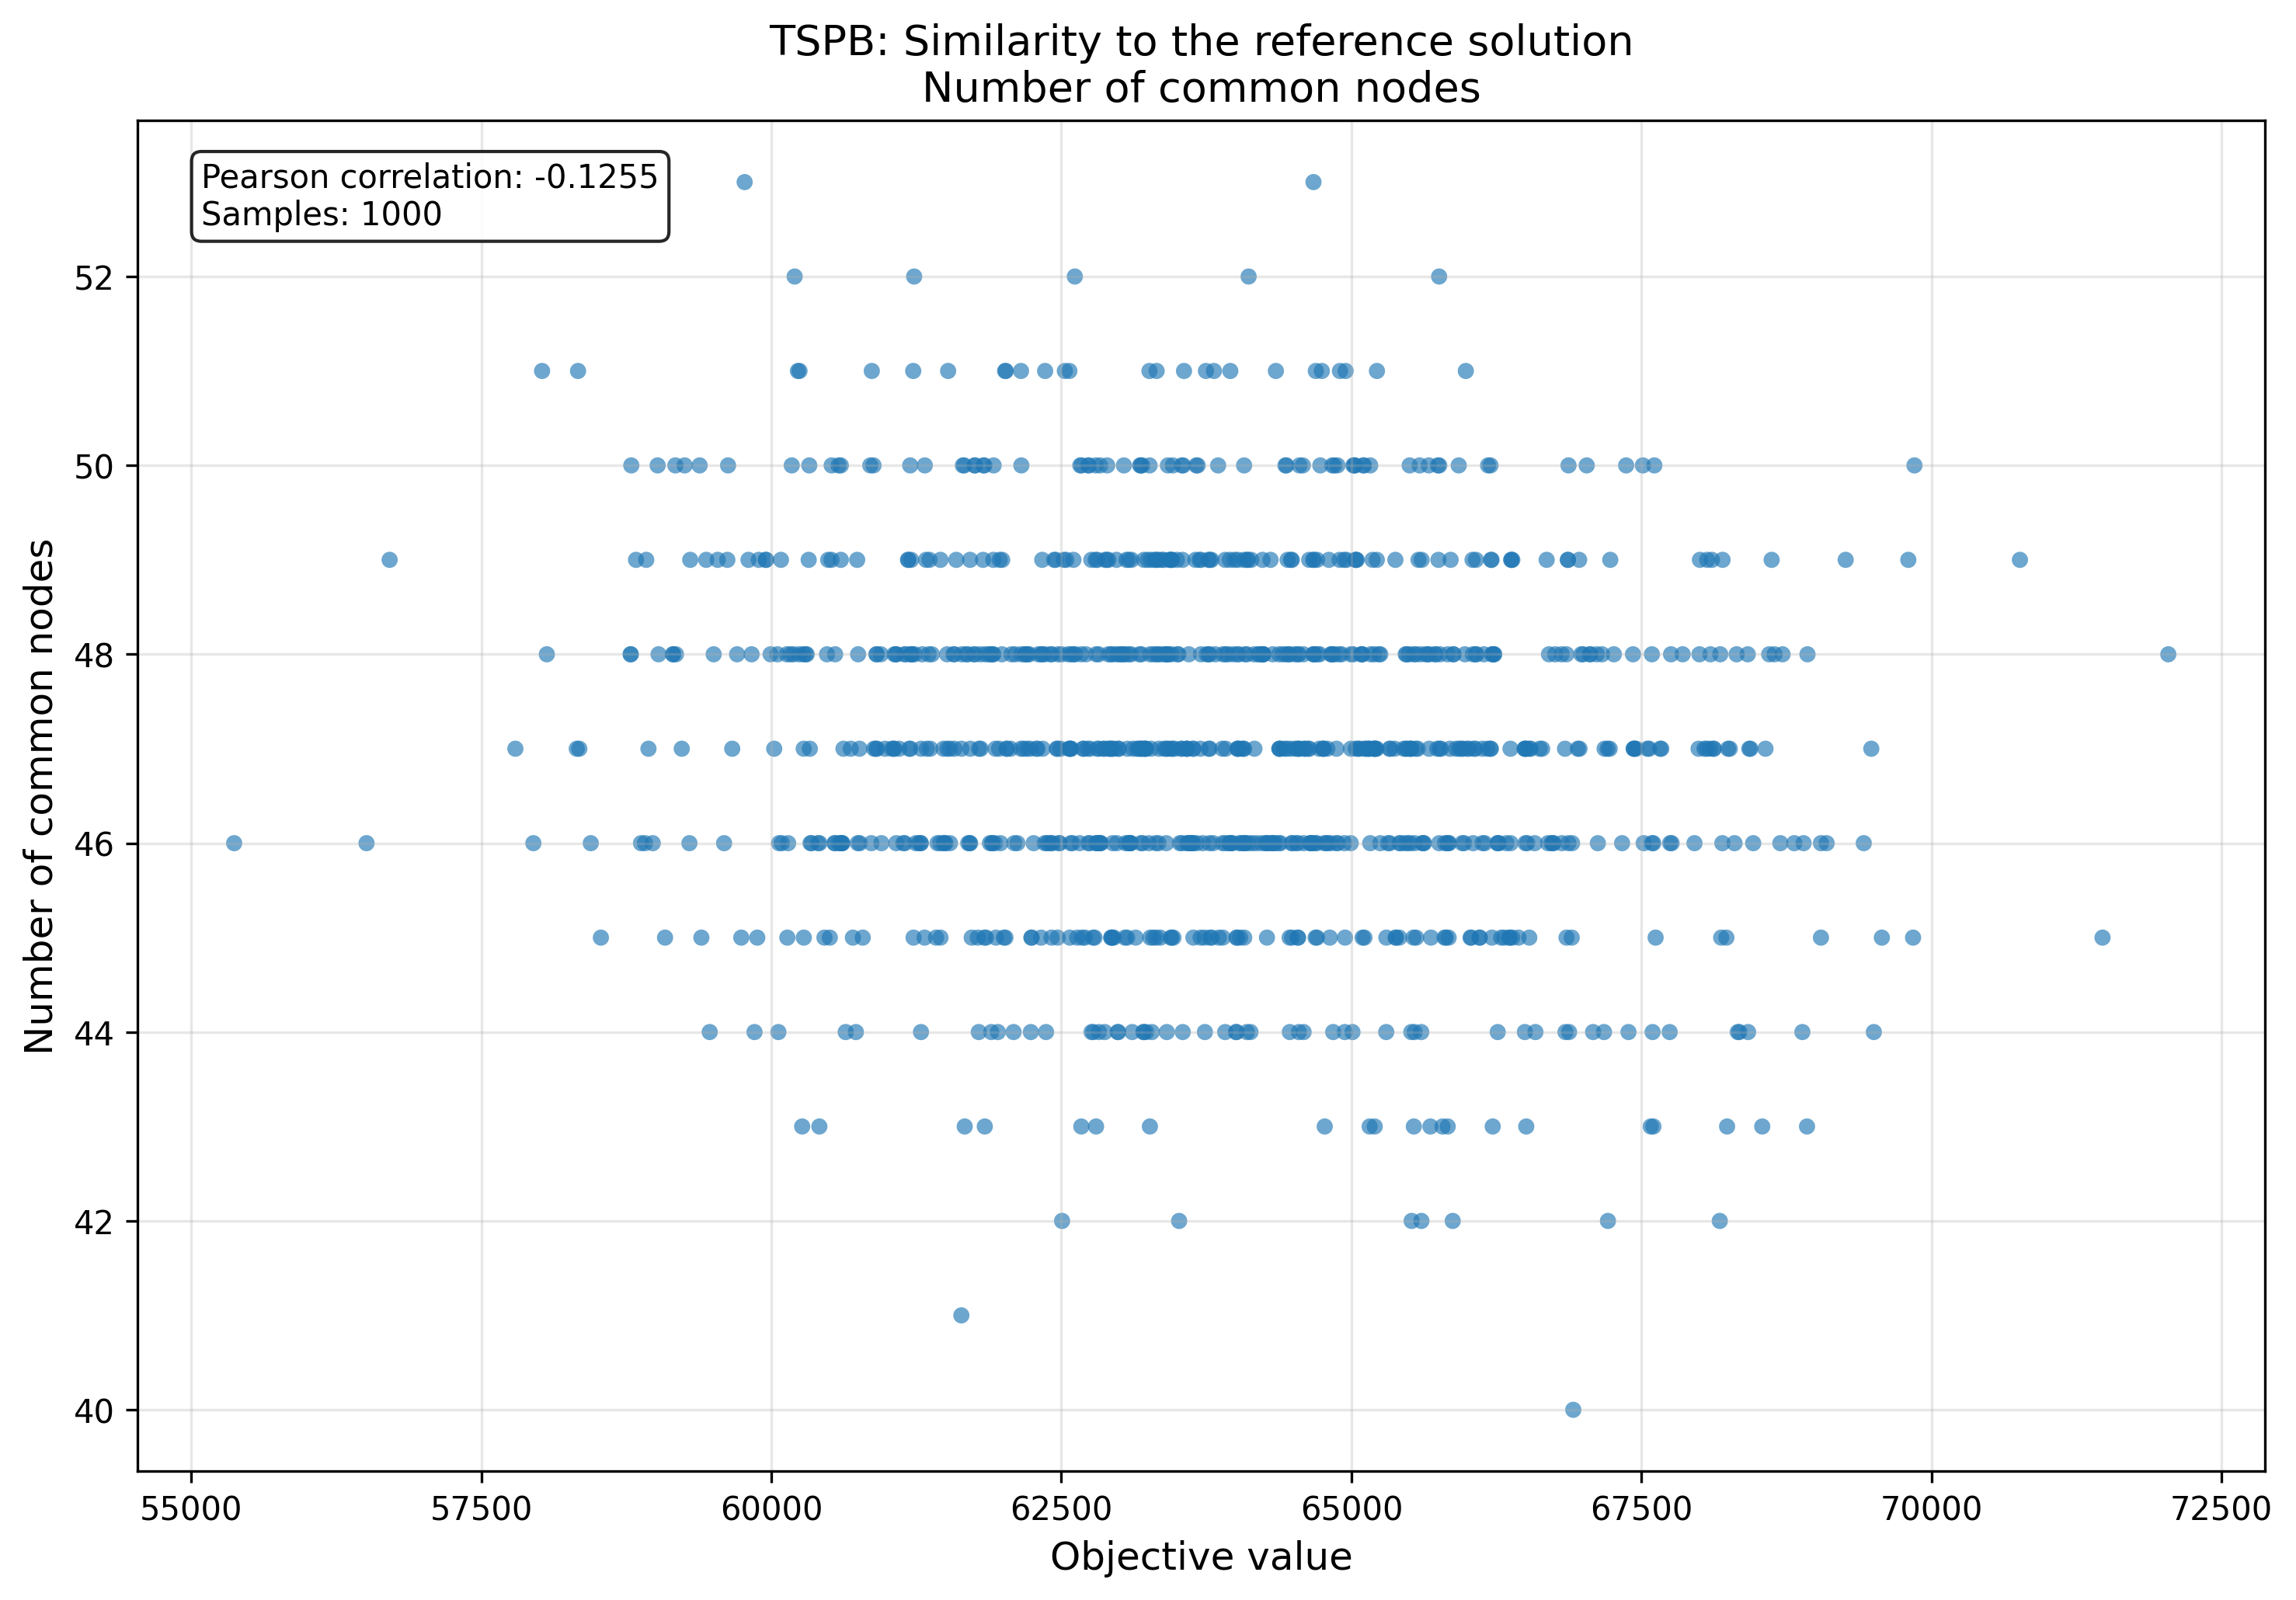 TSPB: Similarity to the reference solution
Number of common nodes
Pearson correlation: -0.1255
Samples: 1000
Number of common nodes
52
50
48
46
44
42
40
55000
57500
60000
62500
65000
67500
70000
72500
Objective value